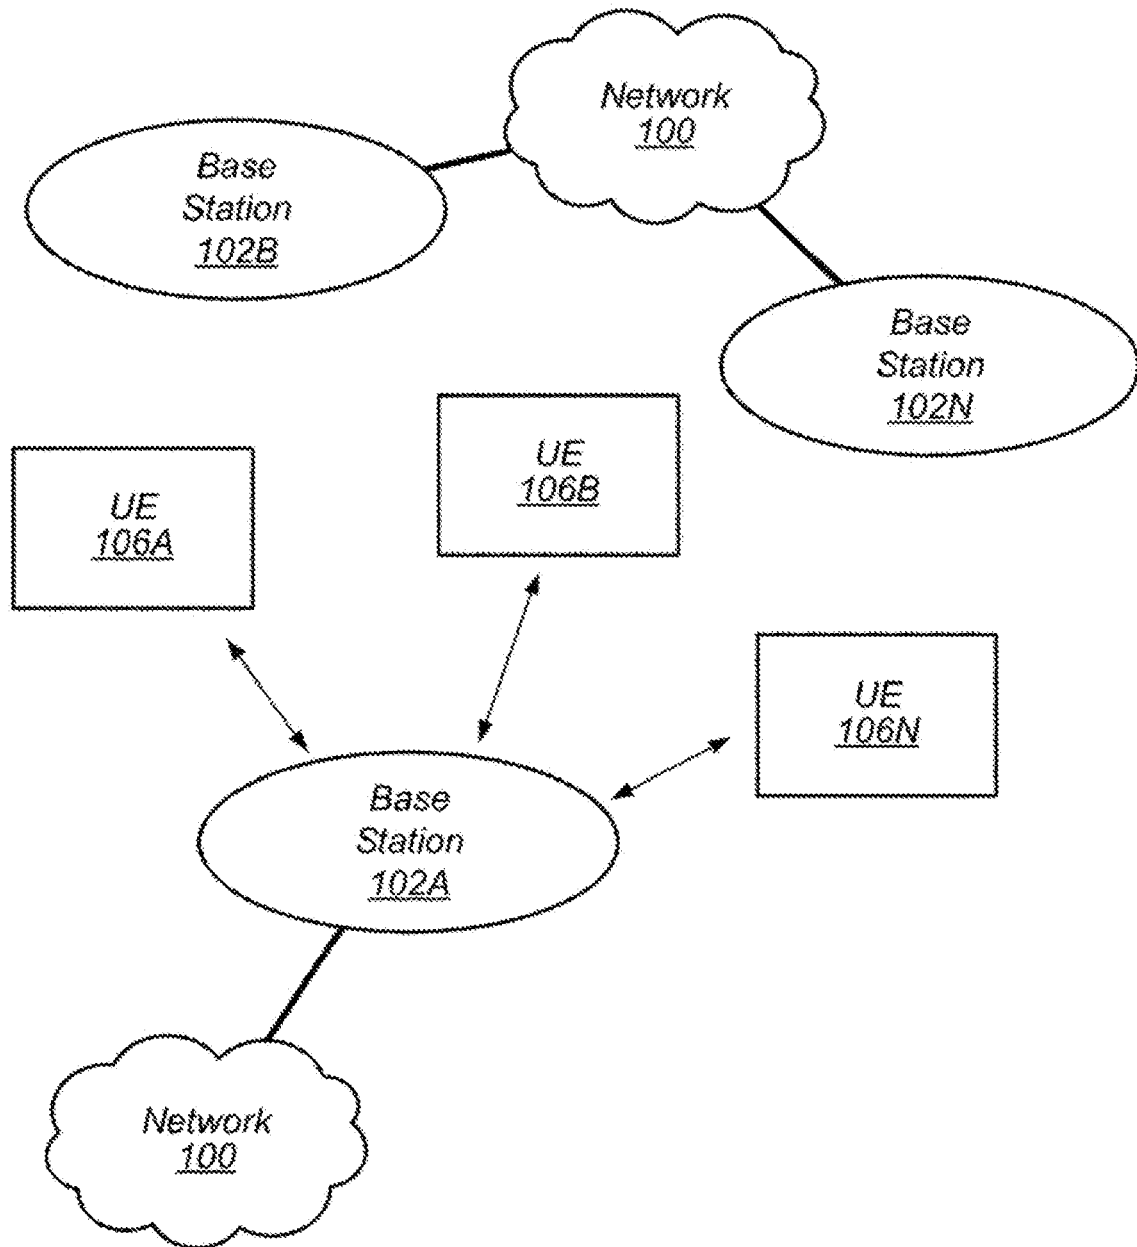 Network
100
Base
Station
102B
Base
Station
102N
UE
106B
UE
106A
UE
106N
Base
Station
102A
Network
100